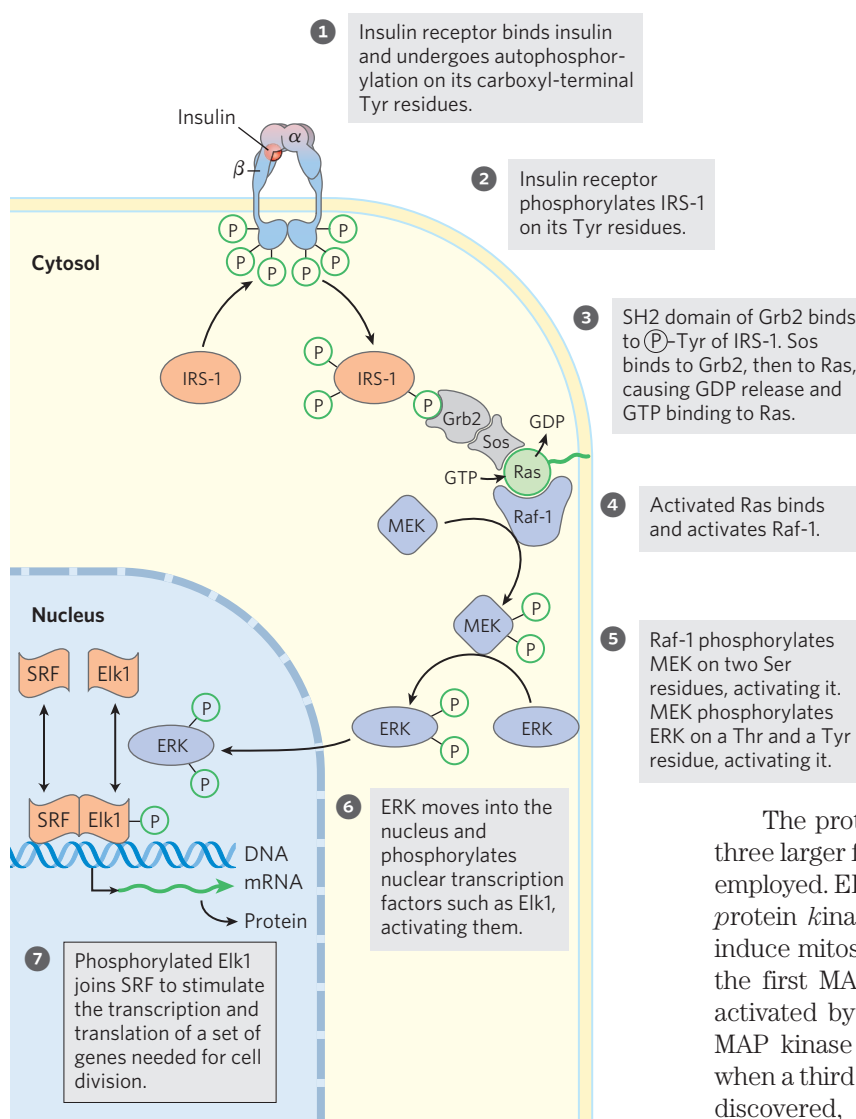 1
Insulin receptor binds insulin
and undergoes autophosphor-
ylation on its carboxyl-terminal
Tyr residues.
Insulin
α
β
2
Insulin receptor
phosphorylates IRS-1
on its Tyr residues.
P
P
P
P
P
P
P
P
Cytosol
3
SH2 domain of Grb2 binds
to P–Tyr of IRS-1. Sos
binds to Grb2, then to Ras,
causing GDP release and
GTP binding to Ras.
IRS-1
P
P
IRS-1
P
Grb2
Sos
GDP
GTP
Ras
Raf-1
4
Activated Ras binds
and activates Raf-1.
MEK
MEK
P
P
5
Raf-1 phosphorylates
MEK on two Ser
residues, activating it.
MEK phosphorylates
ERK on a Thr and a Tyr
residue, activating it.
Nucleus
SRF
Elk1
P
ERK
P
ERK
P
P
ERK
SRF
Elk1
P
DNA
mRNA
Protein
6
ERK moves into the
nucleus and
phosphorylates
nuclear transcription
factors such as Elk1,
activating them.
7
Phosphorylated Elk1
joins SRF to stimulate
the transcription and
translation of a set of
genes needed for cell
division.
The prot
three larger f
employed. E
protein kina
induce mitos
the first MA
activated by
MAP kinase
when a third
discovered,